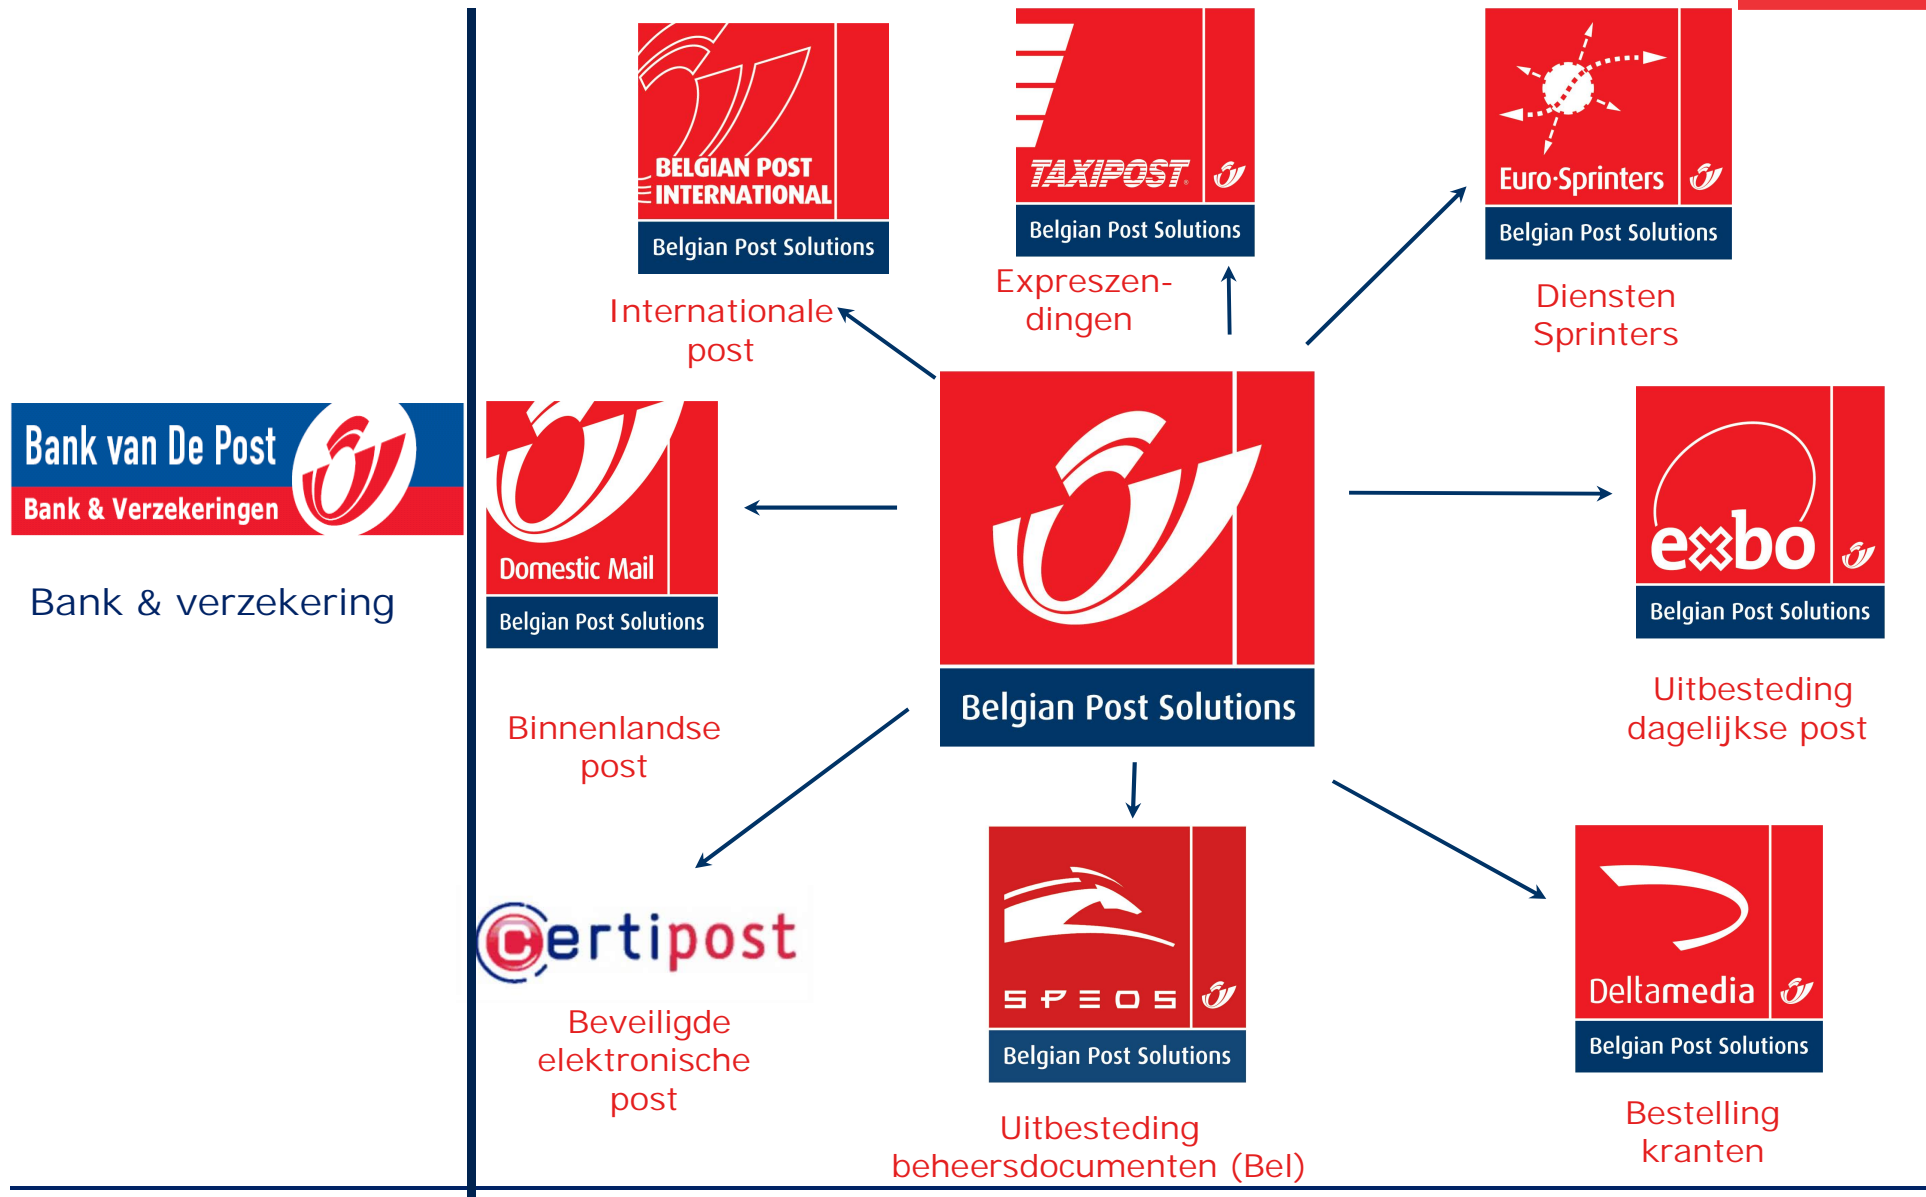 BELGIAN POST
INTERNATIONAL
Belgian Post Solutions
Internationale
post
TAXIPOST
Belgian Post Solutions
Expreszen-
dingen
Euro·Sprinters
Belgian Post Solutions
Diensten
Sprinters
Bank van De Post
Bank & Verzekeringen
Bank & verzekering
Domestic Mail
Belgian Post Solutions
Binnenlandse
post
Belgian Post Solutions
exbo
Belgian Post Solutions
Uitbesteding
dagelijkse post
certipost
Beveiligde
elektronische
post
SPEOS
Belgian Post Solutions
Uitbesteding
beheersdocumenten (Bel)
Deltamedia
Belgian Post Solutions
Bestelling
kranten